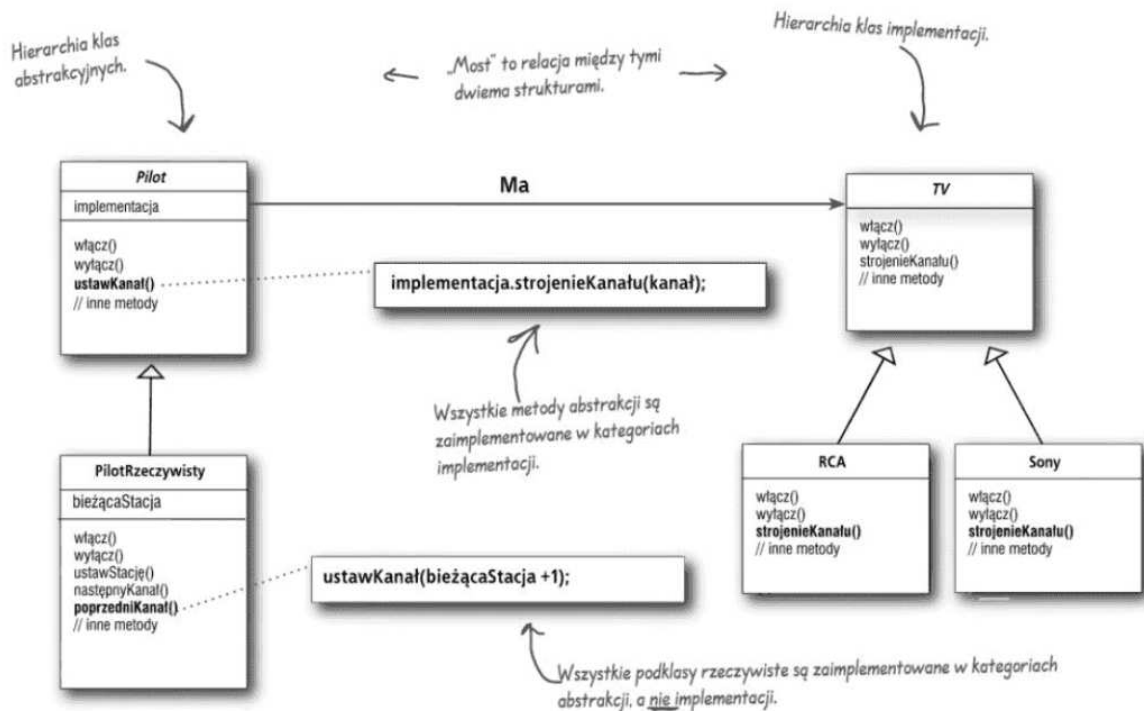 Hierarchia klas
abstrakcyjnych.
„Most” to relacja między tymi
dwiema strukturami.
Hierarchia klas implementacji.
Pilot
implementacja
włącz()
wyłącz()
ustawKanał()
// inne metody
Ma
TV
włącz()
wyłącz()
strojenieKanału()
// inne metody
implementacja.strojenieKanału(kanał);
Wszystkie metody abstrakcji są
zaimplementowane w kategoriach
implementacji.
PilotRzeczywisty
bieżącaStacja
włącz()
wyłącz()
ustawStację()
następnyKanał()
poprzedniKanał()
// inne metody
ustawKanał(bieżącaStacja +1);
RCA
włącz()
wyłącz()
strojenieKanału()
// inne metody
Sony
włącz()
wyłącz()
strojenieKanału()
// inne metody
Wszystkie podklasy rzeczywiste są zaimplementowane w kategoriach
abstrakcji, a nie implementacji.